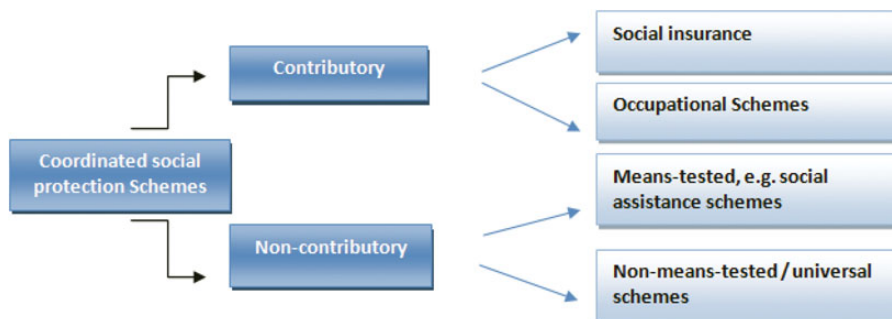 Coordinated social
protection Schemes
Contributory
Non-contributory
Social insurance
Occupational Schemes
Means-tested, e.g. social
assistance schemes
Non-means-tested / universal
schemes